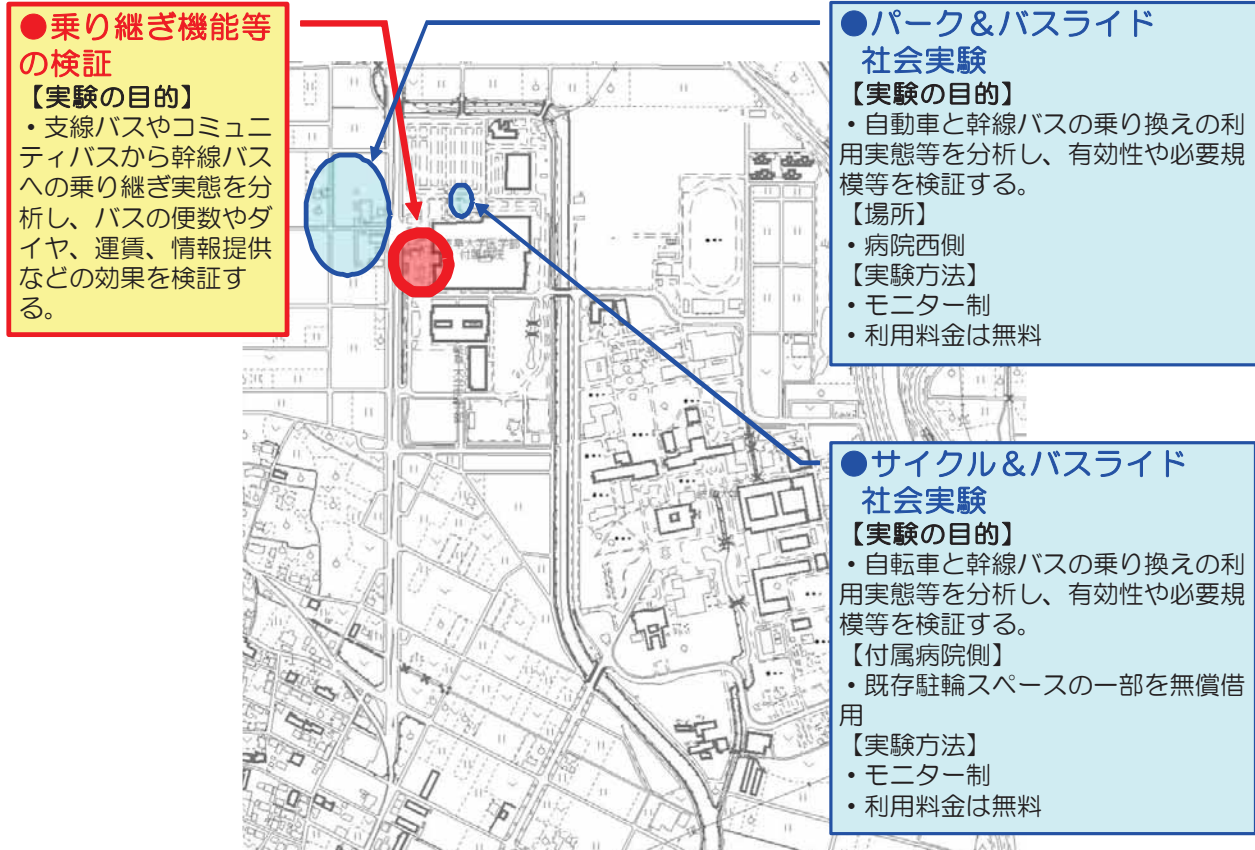 ●乗り継ぎ機能等
の検証
【実験の目的】
・支線バスやコミュニ
ティバスから幹線バス
への乗り継ぎ実態を分
析し、バスの便数やダ
イヤ、運賃、情報提供
などの効果を検証す
る。
●パーク&バスライド
社会実験
【実験の目的】
・自動車と幹線バスの乗り換えの利
用実態等を分析し、有効性や必要規
模等を検証する。
【場所】
・病院西側
【実験方法】
・モニター制
・利用料金は無料
大学医学部
付属病院
●サイクル&バスライド
社会実験
【実験の目的】
・自転車と幹線バスの乗り換えの利
用実態等を分析し、有効性や必要規
模等を検証する。
【付属病院側】
・既存駐輪スペースの一部を無償借
用
【実験方法】
・モニター制
・利用料金は無料